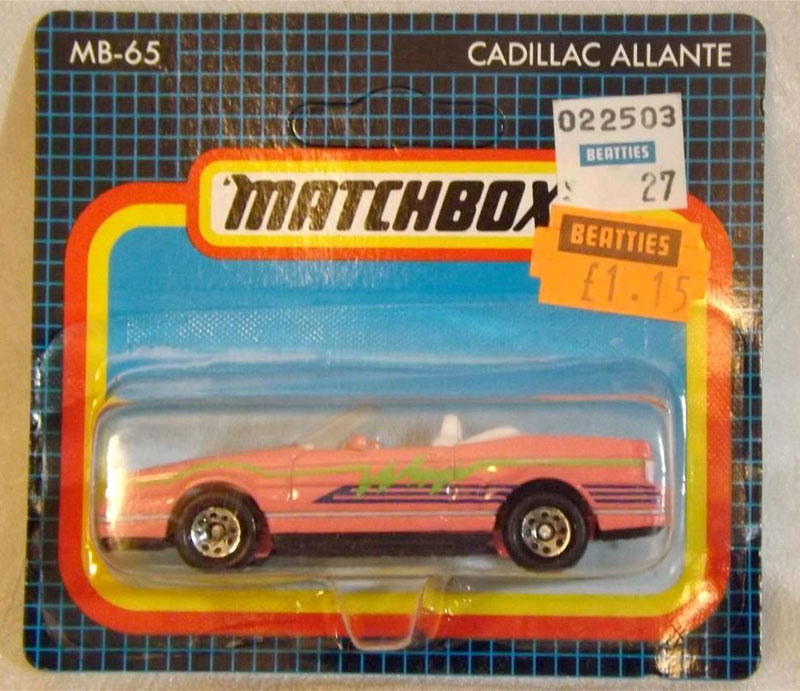 MB-65
CADILLAC ALLANTE
022503
BEATTIES
27
MATCHBOX
BEATTIES
£1.15